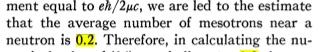 ment equal to eh/2μc, we are led to the estimate
that the average number of mesotrons near a
neutron is 0.2. Therefore, in calculating the nu-